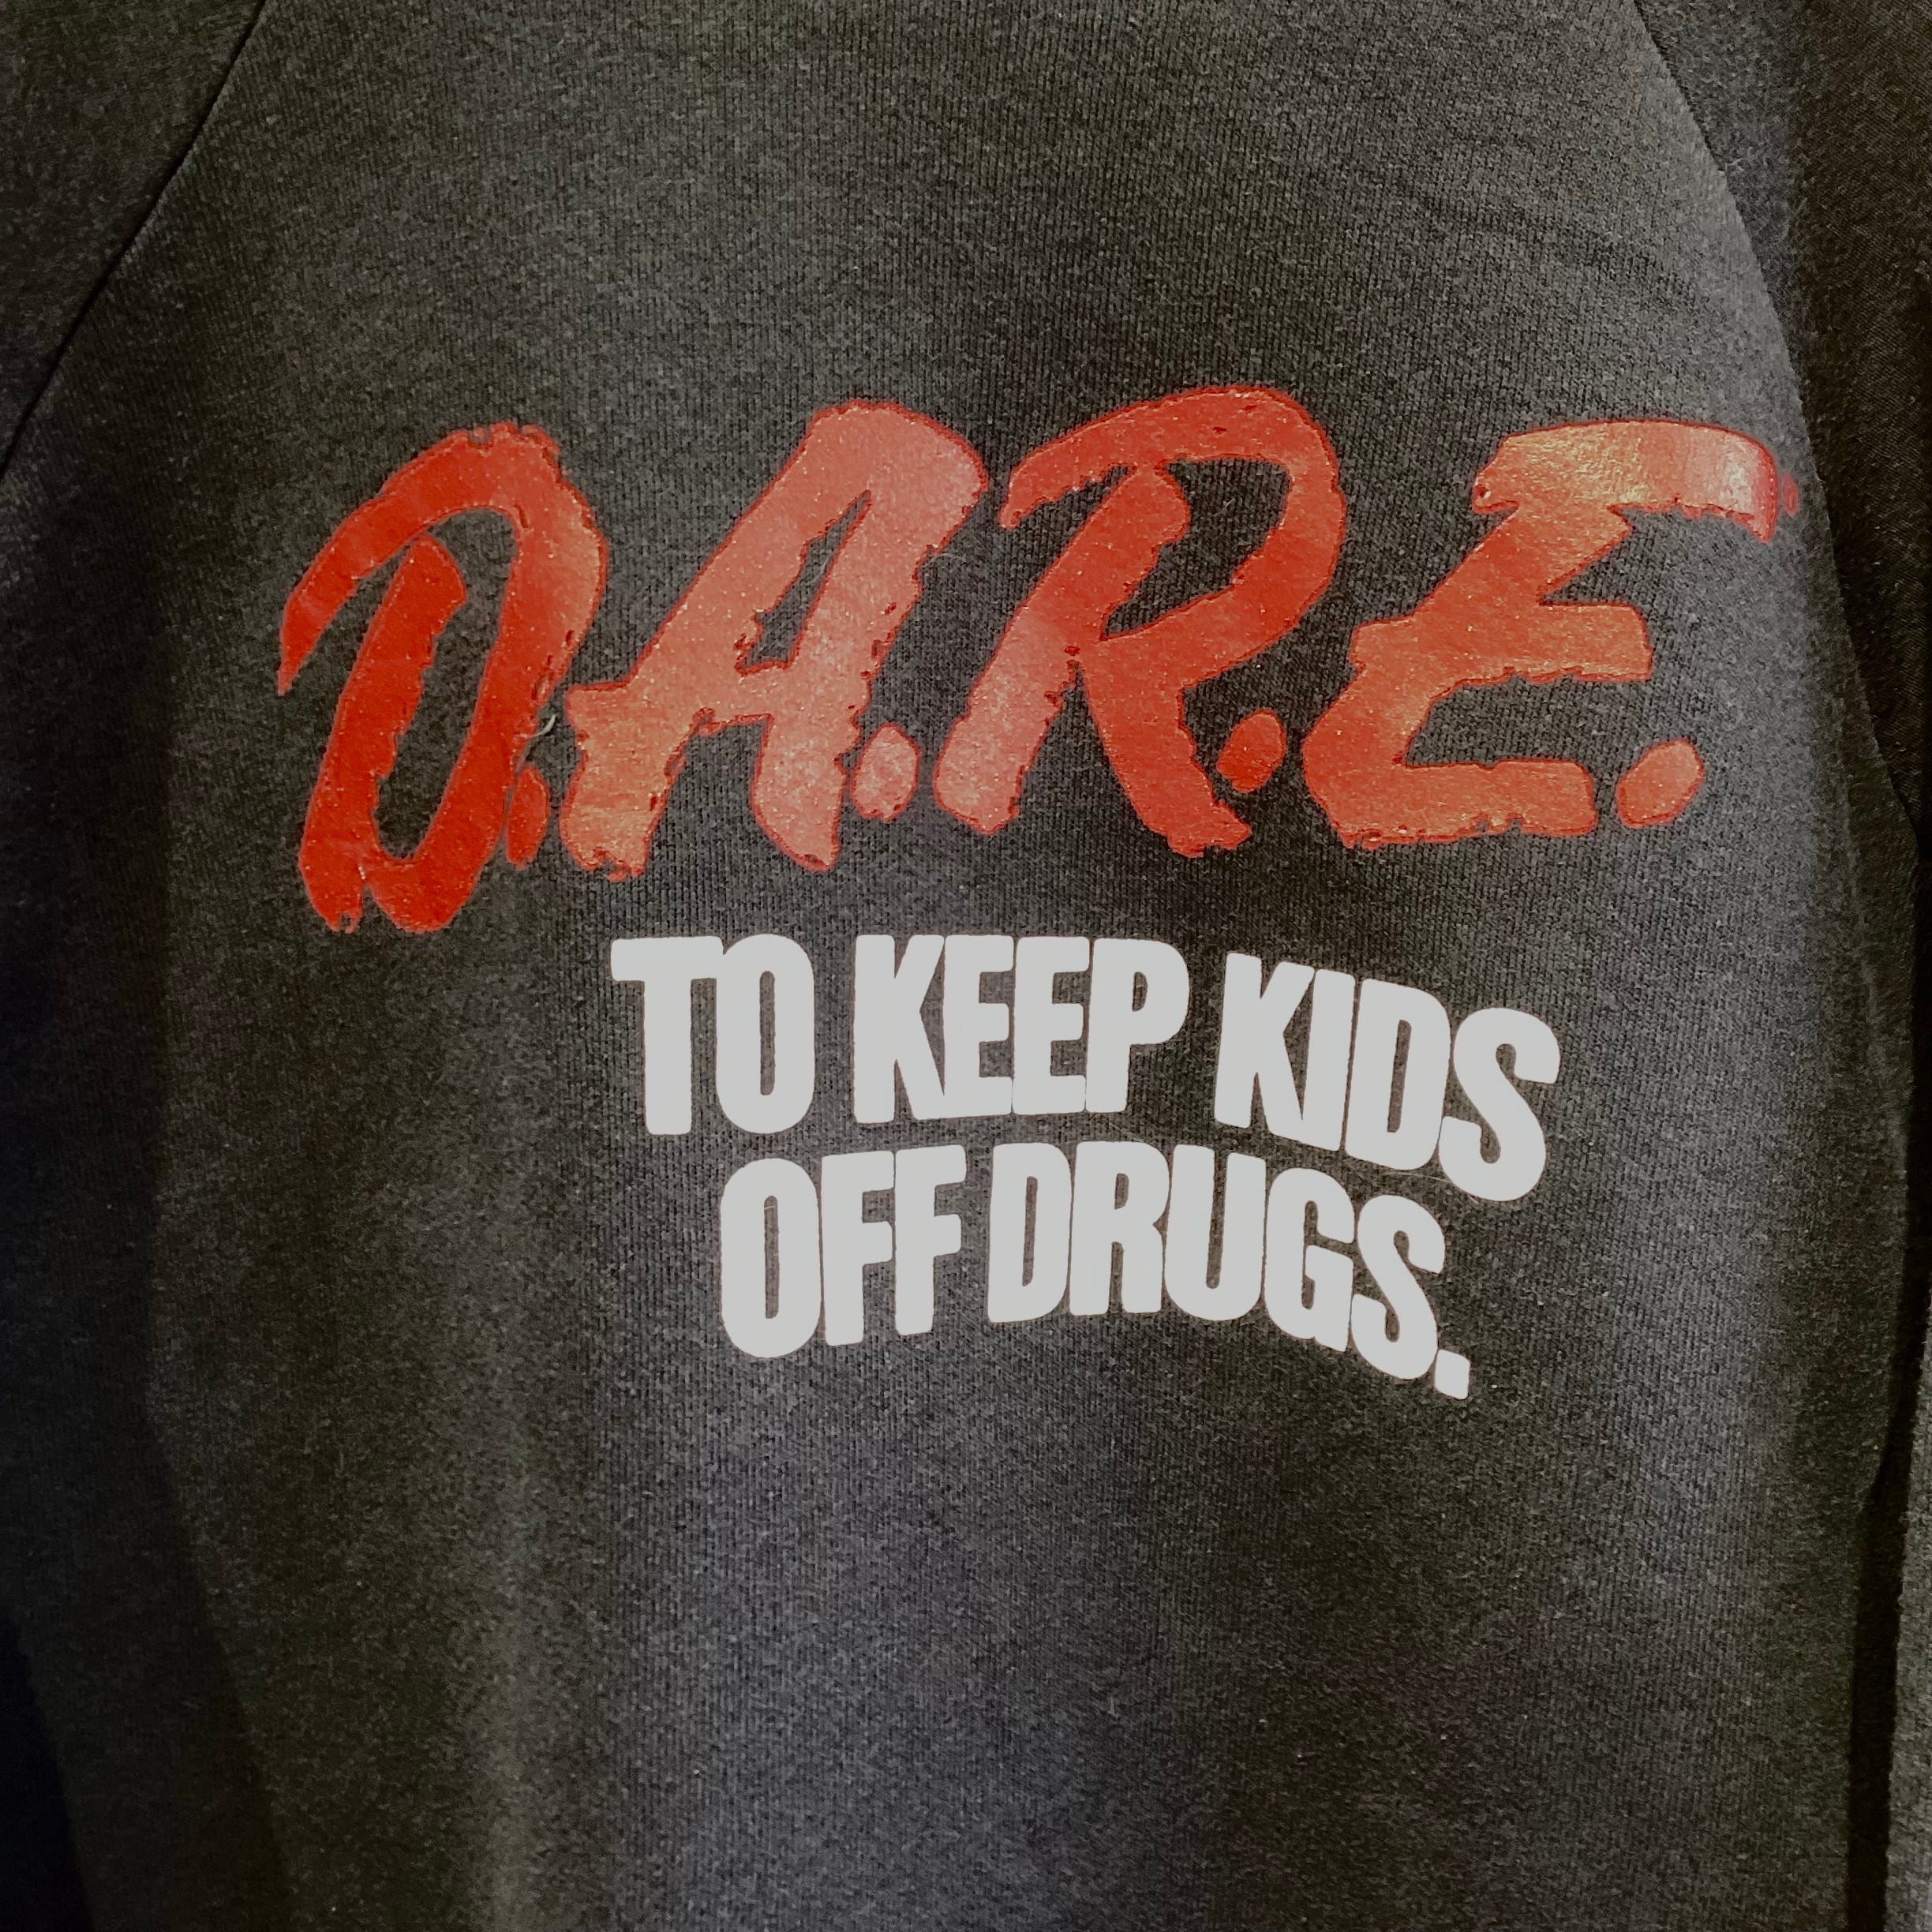 D.A.R.E.
TO KEEP KIDS
OFF DRUGS.